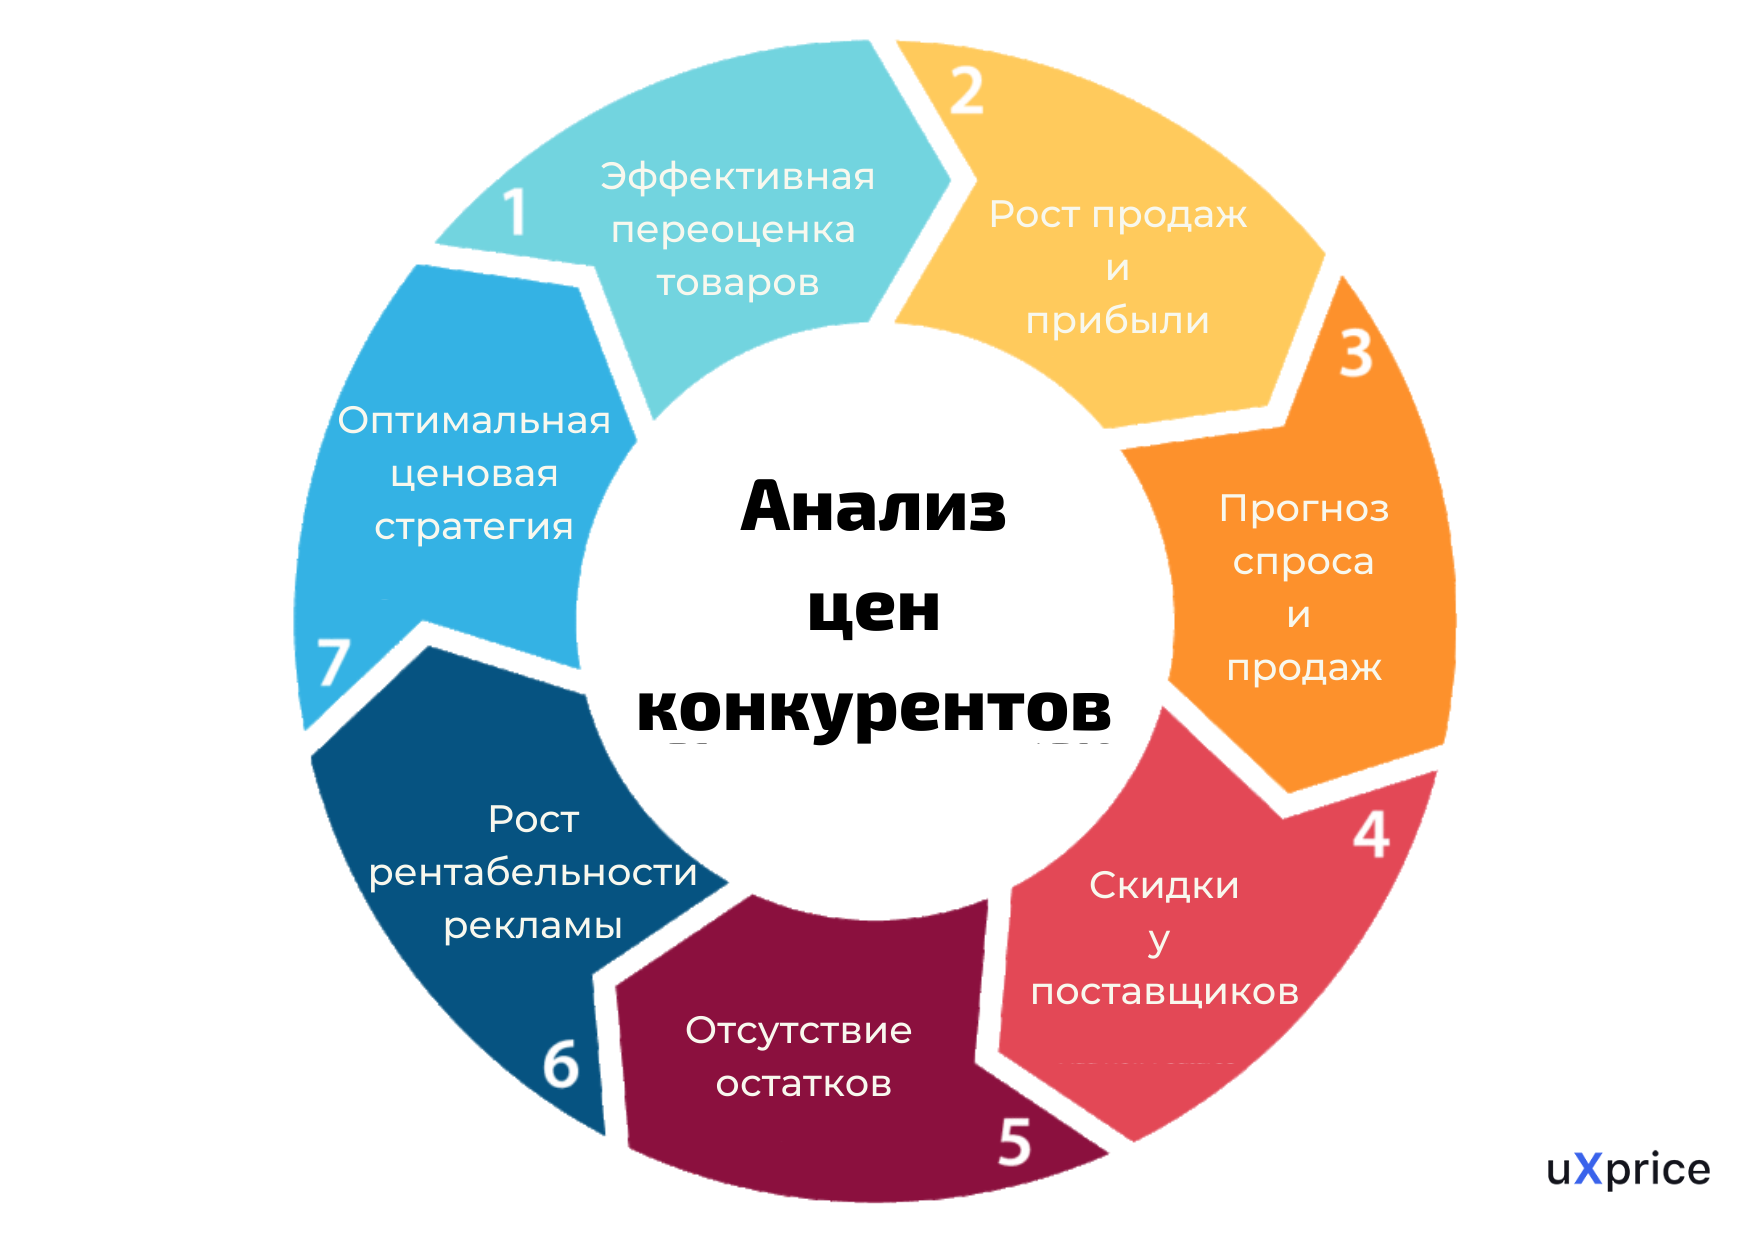 1
Эффективная
переоценка
товаров
2
Рост продаж
и
прибыли
3
Прогноз
спроса
и
продаж
4
Скидки
у
поставщиков
5
Отсутствие
остатков
6
Рост
рентабельности
рекламы
7
Оптимальная
ценовая
стратегия
Анализ
цен
конкурентов
uXprice